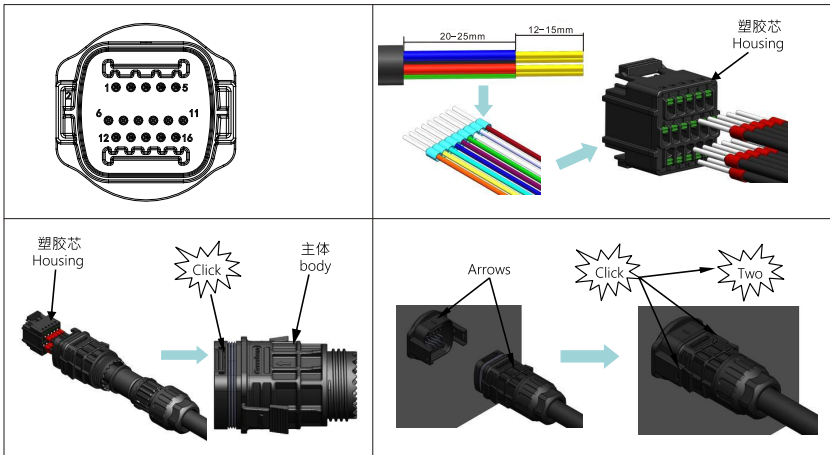 2
1
5
6
11
12
16
20-25mm
12-15mm
塑胶芯
Housing
塑胶芯
Housing
Click
主体
body
Arrows
Click
Two